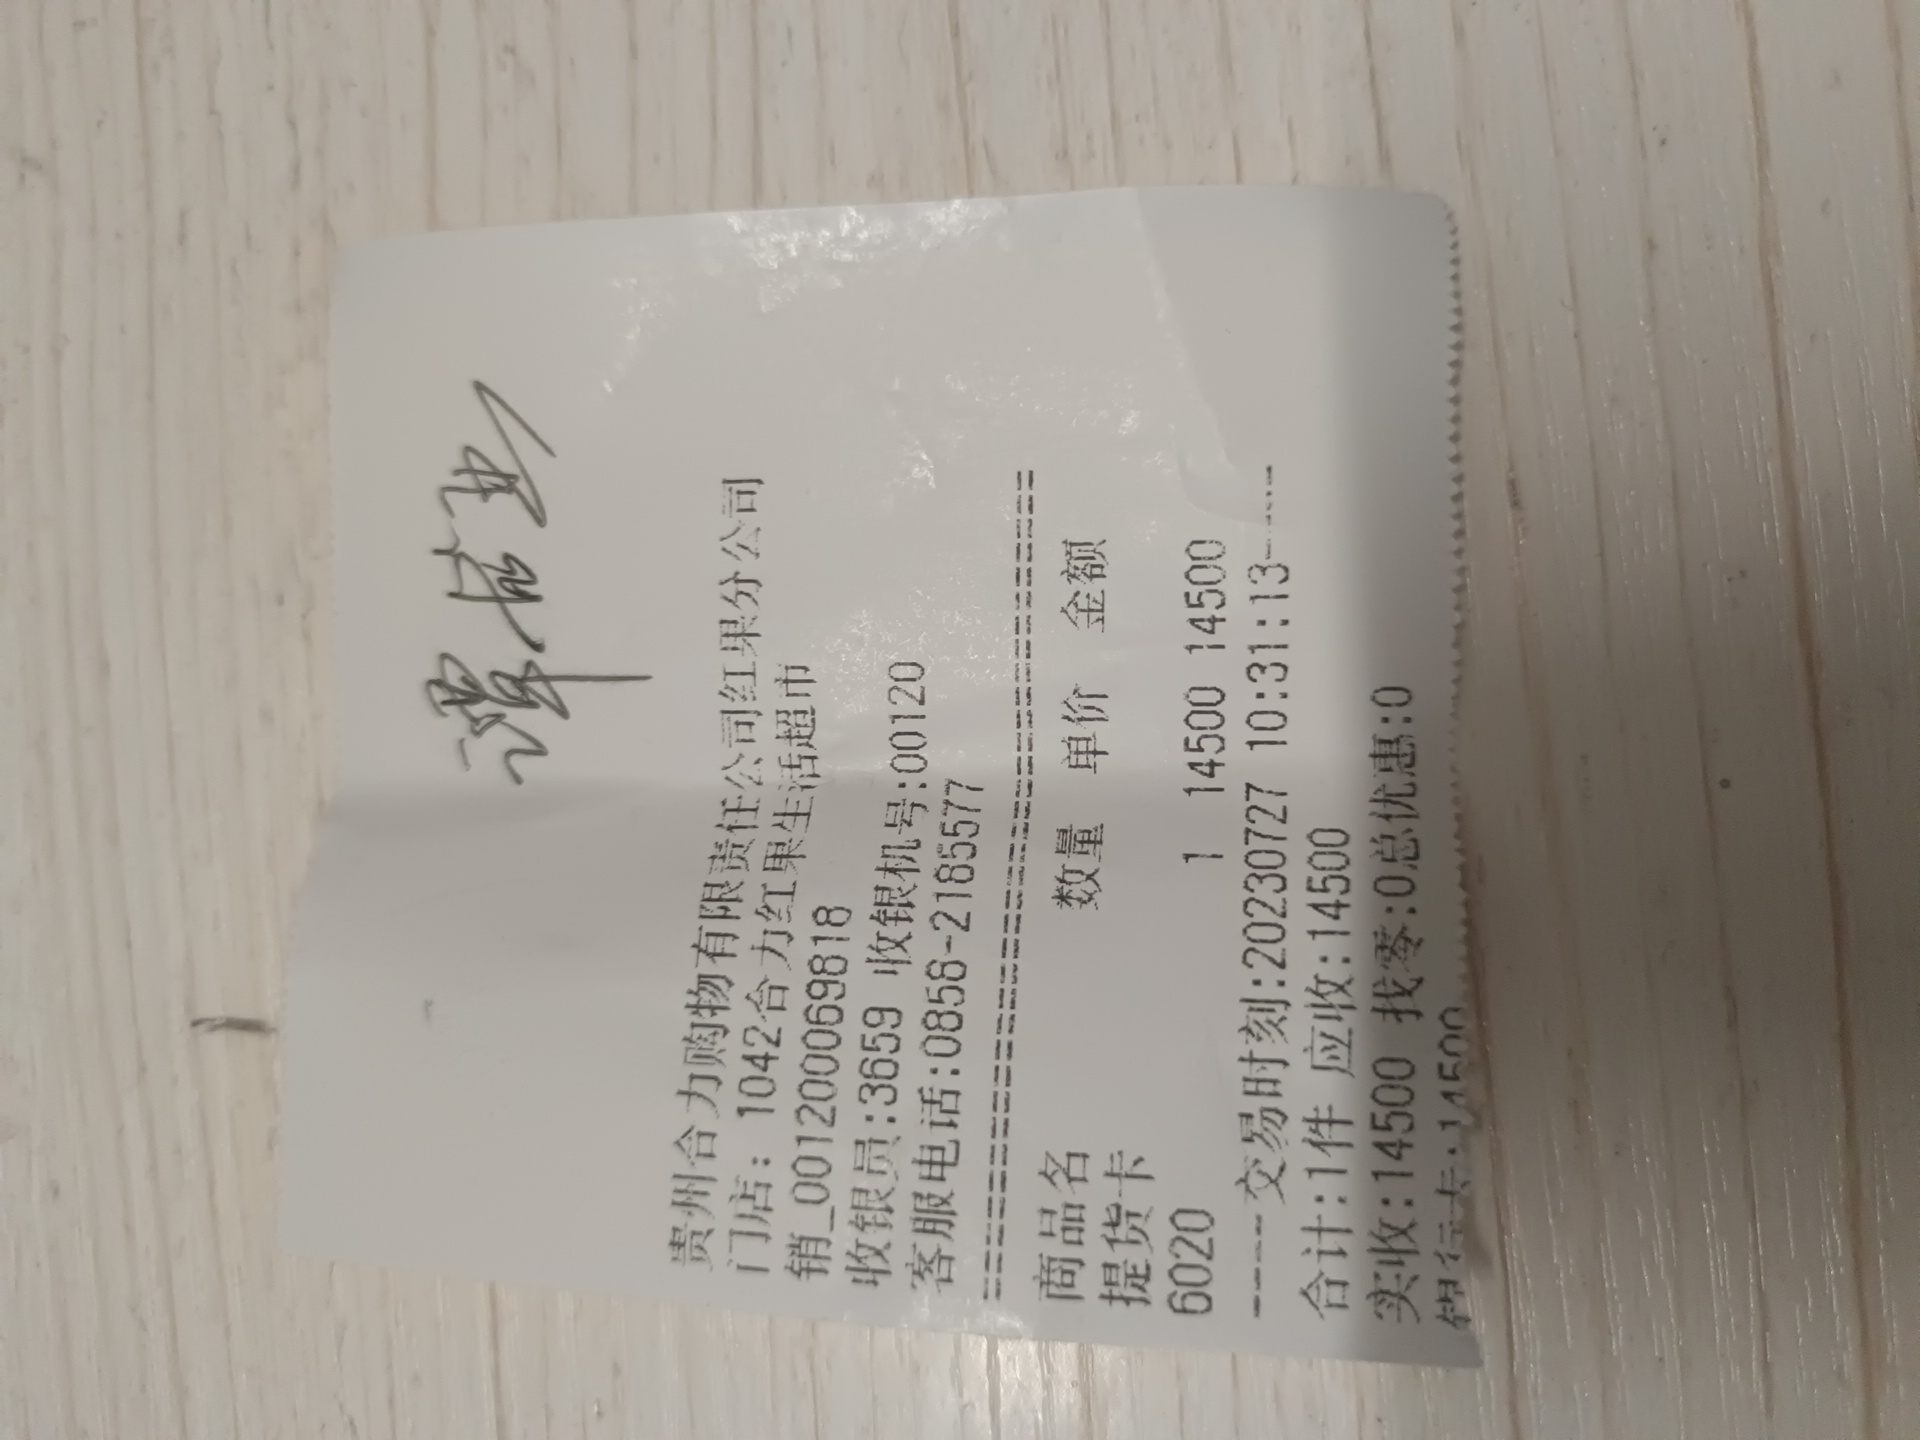 贵州合力购物有限责任公司红果分公司
门店: 1042合力红果生活超市
销_001200069818
收银员:3659 收银机号:00120
客服电话:0858-2185577
商品名 数量 单价 金额
提货卡
6020 1 14500 14500
----交易时刻:20230727 10:31:13----
合计:1件 应收:14500
实收:14500 找零:0总优惠:0
银行卡:14500